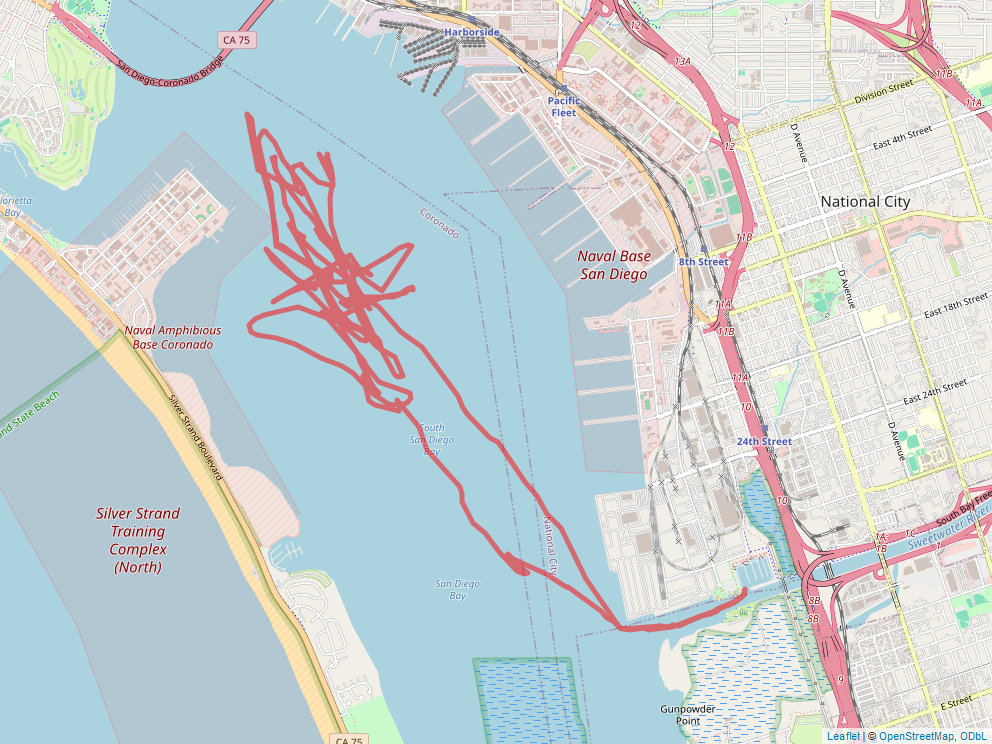 CA 75
San Diego-Coronado Bridge
Harborside
12
13A
11B
11A
Division Street
Pacific
Fleet
D Avenue
East 4th Street
12
National City
Bay
Coronado
11B
Naval Base
San Diego
8th Street
D Avenue
11A
11B
East 18th Street
Naval Amphibious
Base Coronado
11A
10
East 24th Street
and State Beach
Silver Strand Boulevard
South
San Diego
Bay
24th Street
D Avenue
10
South Bay Free
Sweetwater River
1C
1A-
1B
Silver Strand
Training
Complex
(North)
National City
San Diego
Bay
8B
8B
9
Gunpowder
Point
E Street
CA 75
Leaflet | © OpenStreetMap, ODbL